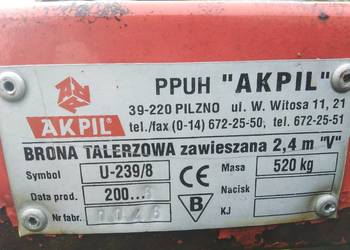 PPUH "AKPIL"
39-220 PILZNO ul. W. Witosa 11, 21
AKPIL®
tel./fax (0-14) 672-25-50, tel. 672-25-51
BRONA TALERZOWA zawieszana 2,4 m "V"
Symbol U-239/8 CE Masa 520 kg
Data prod. 200... Nacisk
Nr fabr. B KJ